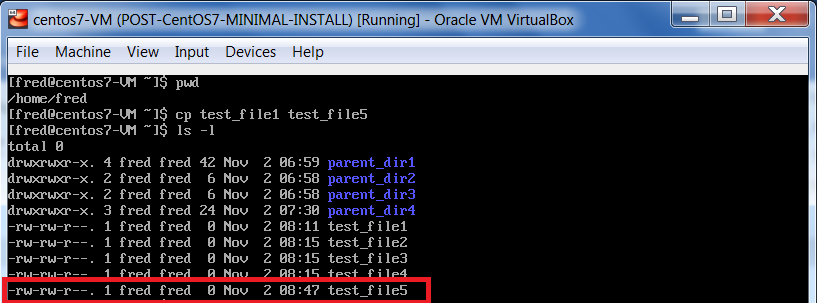 centos7-VM (POST-CentOS7-MINIMAL-INSTALL) [Running] - Oracle VM VirtualBox
File Machine View Input Devices Help
[fred@centos7-VM ~]$ pwd
/home/fred
[fred@centos7-VM ~]$ cp test_file1 test_file5
[fred@centos7-VM ~]$ ls -l
total 0
drwxrwxr-x. 4 fred fred 42 Nov  2 06:59 parent_dir1
drwxrwxr-x. 2 fred fred  6 Nov  2 06:58 parent_dir2
drwxrwxr-x. 2 fred fred  6 Nov  2 06:58 parent_dir3
drwxrwxr-x. 3 fred fred 24 Nov  2 07:30 parent_dir4
-rw-rw-r--. 1 fred fred  0 Nov  2 08:11 test_file1
-rw-rw-r--. 1 fred fred  0 Nov  2 08:15 test_file2
-rw-rw-r--. 1 fred fred  0 Nov  2 08:15 test_file3
-rw-rw-r--. 1 fred fred  0 Nov  2 08:15 test_file4
-rw-rw-r--. 1 fred fred  0 Nov  2 08:47 test_file5